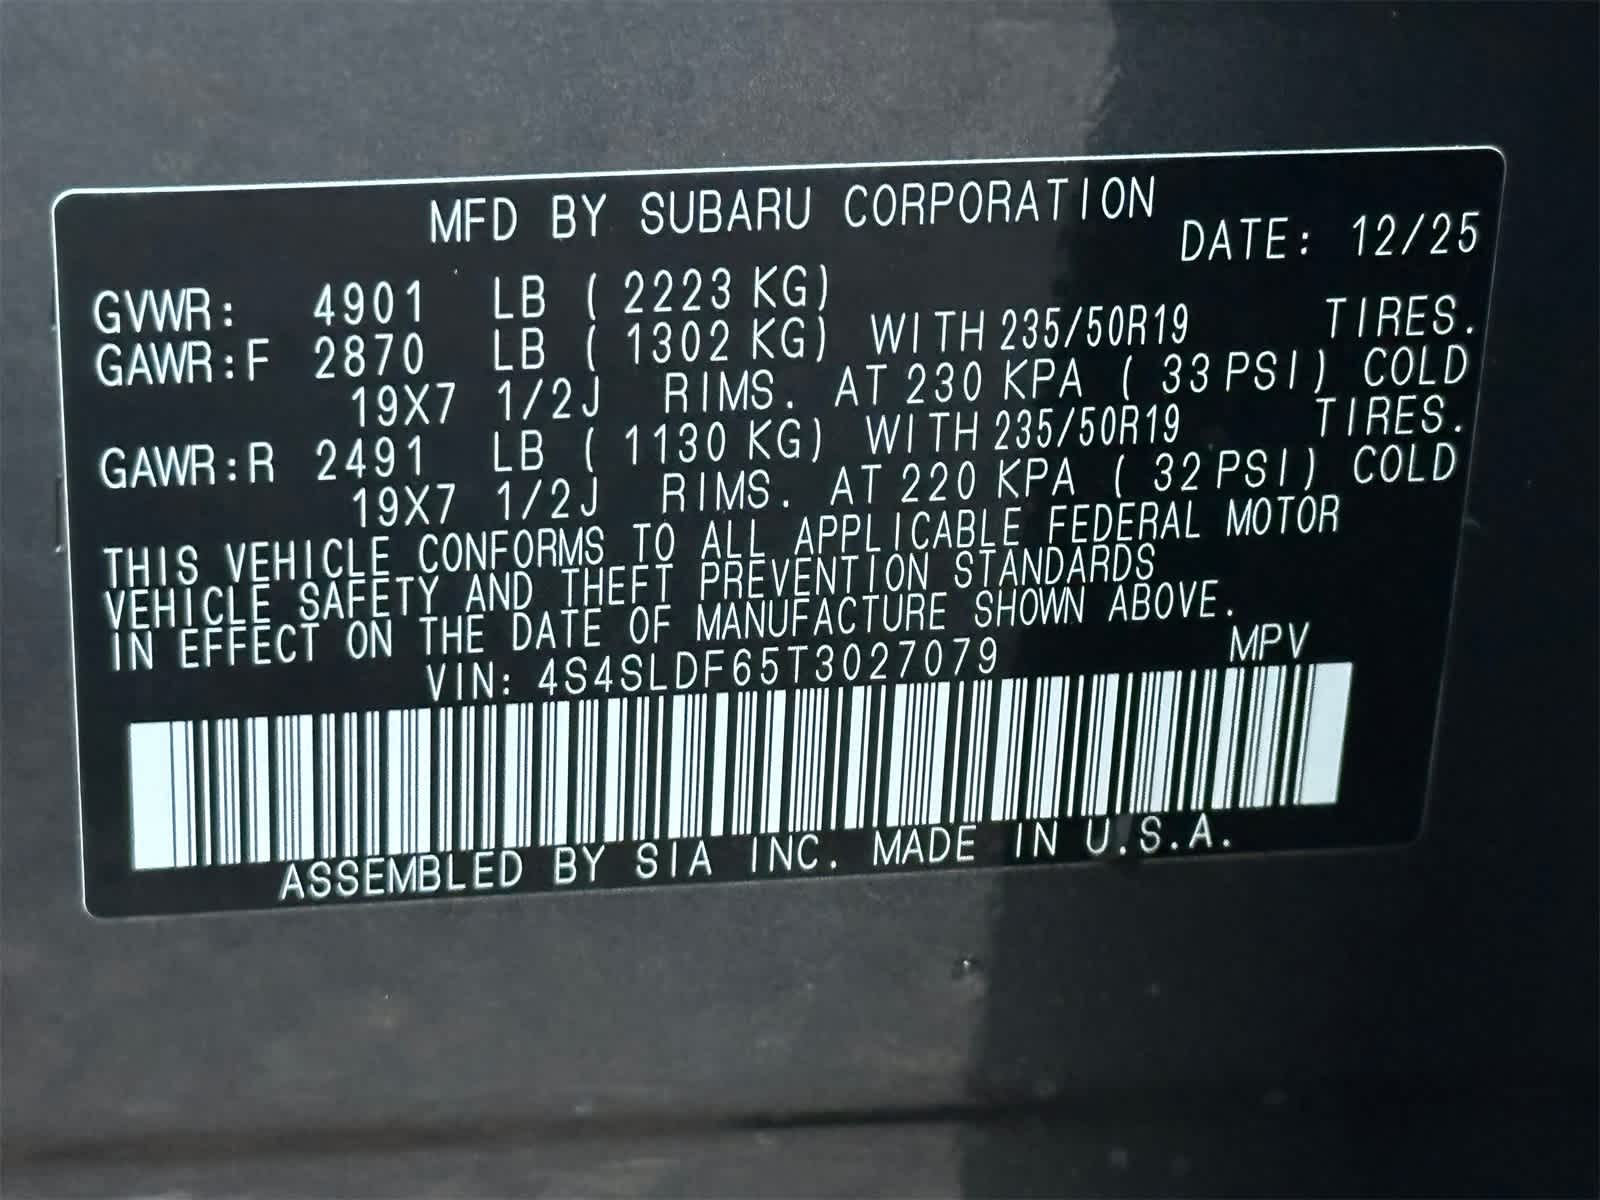 MFD BY SUBARU CORPORATION
DATE: 12/25
GVWR: 4901 LB ( 2223 KG)
GAWR:F 2870 LB ( 1302 KG) WITH 235/50R19 TIRES.
19X7 1/2J RIMS. AT 230 KPA ( 33 PSI) COLD
GAWR:R 2491 LB ( 1130 KG) WITH 235/50R19 TIRES.
19X7 1/2J RIMS. AT 220 KPA ( 32 PSI) COLD
THIS VEHICLE CONFORMS TO ALL APPLICABLE FEDERAL MOTOR
VEHICLE SAFETY AND THEFT PREVENTION STANDARDS
IN EFFECT ON THE DATE OF MANUFACTURE SHOWN ABOVE.
VIN: 4S4SLDF65T3027079 MPV
ASSEMBLED BY SIA INC. MADE IN U.S.A.